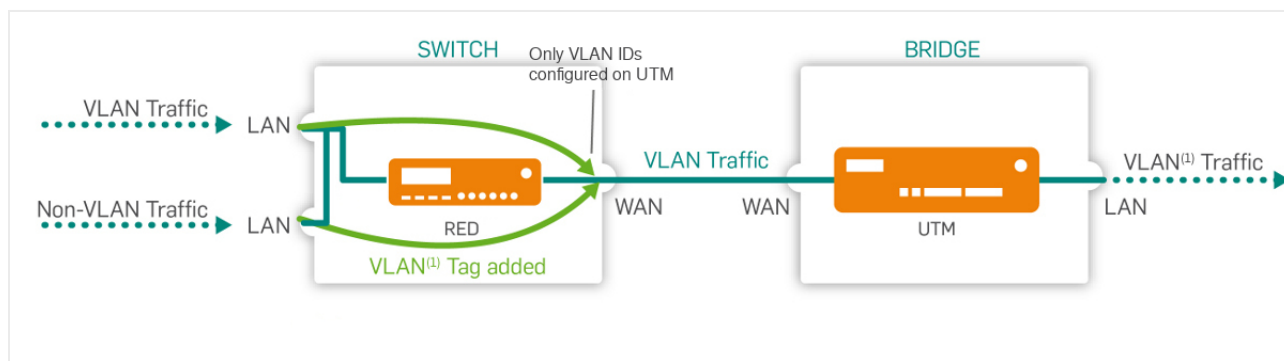 SWITCH
Only VLAN IDs
configured on UTM
BRIDGE
VLAN Traffic
LAN
VLAN Traffic
VLAN(1) Traffic
Non-VLAN Traffic
LAN
WAN
WAN
LAN
RED
UTM
VLAN(1) Tag added